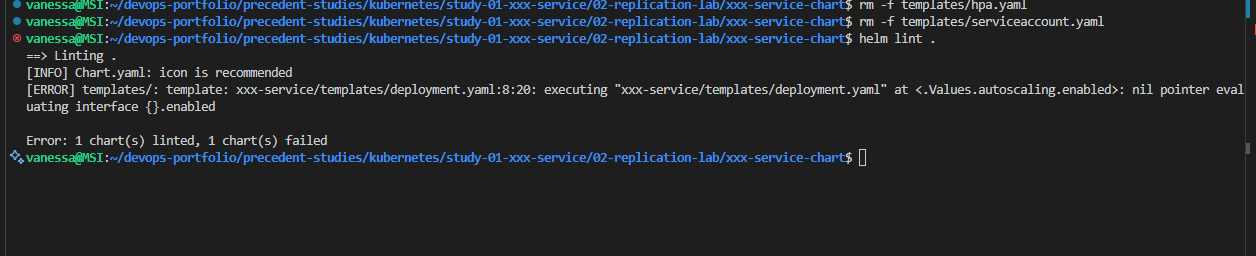 vanessa@MSI:~/devops-portfolio/precedent-studies/kubernetes/study-01-xxx-service/02-replication-lab/xxx-service-chart$ rm -f templates/hpa.yaml
vanessa@MSI:~/devops-portfolio/precedent-studies/kubernetes/study-01-xxx-service/02-replication-lab/xxx-service-chart$ rm -f templates/serviceaccount.yaml
vanessa@MSI:~/devops-portfolio/precedent-studies/kubernetes/study-01-xxx-service/02-replication-lab/xxx-service-chart$ helm lint .
==> Linting .
[INFO] Chart.yaml: icon is recommended
[ERROR] templates/: template: xxx-service/templates/deployment.yaml:8:20: executing "xxx-service/templates/deployment.yaml" at <.Values.autoscaling.enabled>: nil pointer eval
uating interface {}.enabled
Error: 1 chart(s) linted, 1 chart(s) failed
vanessa@MSI:~/devops-portfolio/precedent-studies/kubernetes/study-01-xxx-service/02-replication-lab/xxx-service-chart$